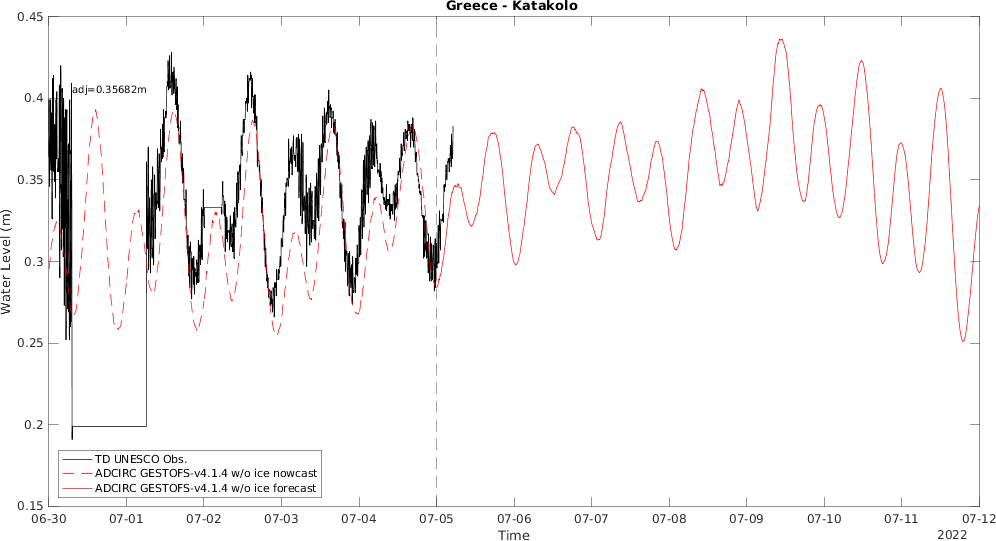 Greece - Katakolo
0.45
0.4
0.35
0.3
0.25
0.2
0.15
Water Level (m)
adj=0.35682m
TD UNESCO Obs.
ADCIRC GESTOFS-v4.1.4 w/o ice nowcast
ADCIRC GESTOFS-v4.1.4 w/o ice forecast
06-30 07-01 07-02 07-03 07-04 07-05 07-06 07-07 07-08 07-09 07-10 07-11 07-12
Time
2022